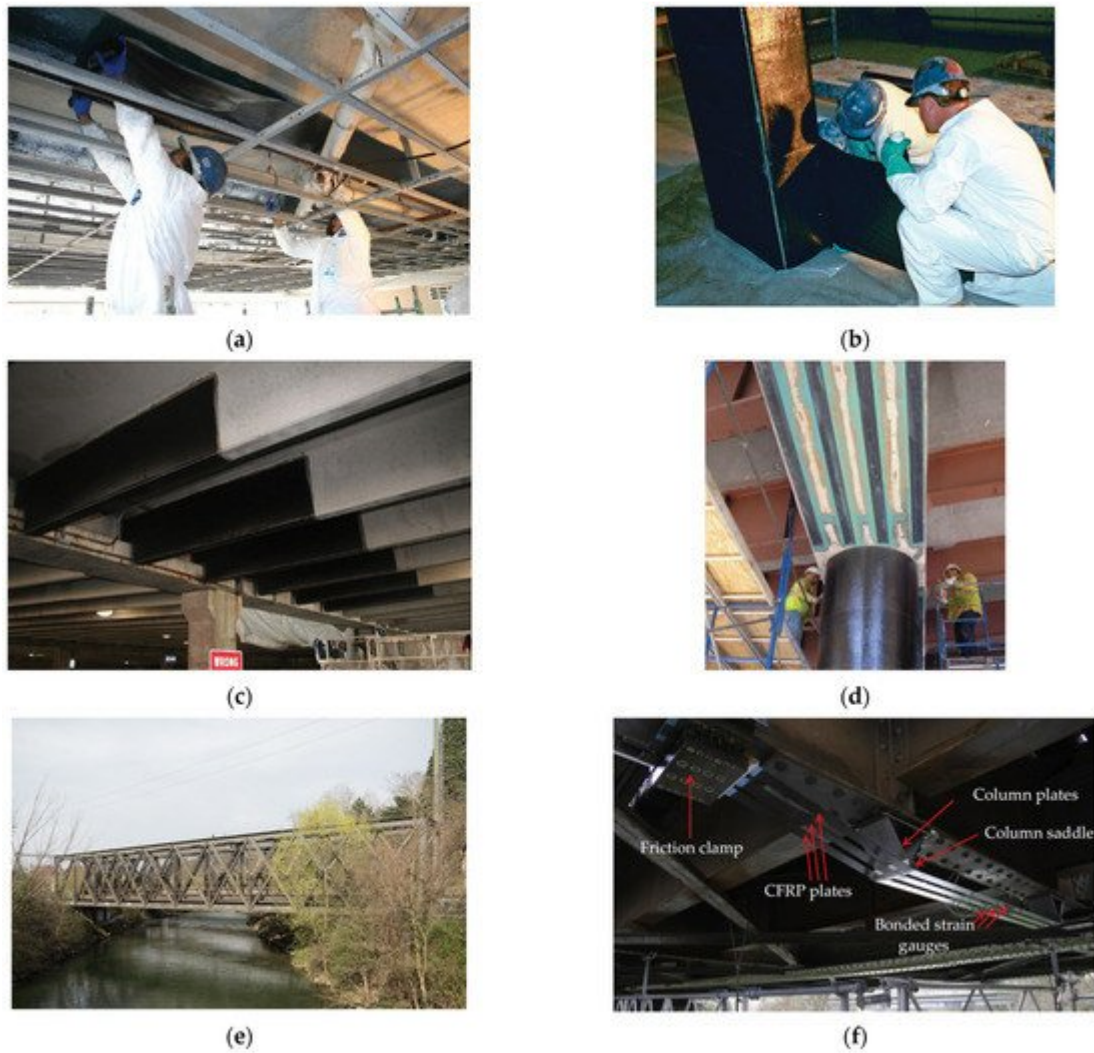 (a)
(b)
WRONG
(c)
(d)
Column plates
Column saddle
Friction clamp
CFRP plates
Bonded strain
gauges
(e)
(f)